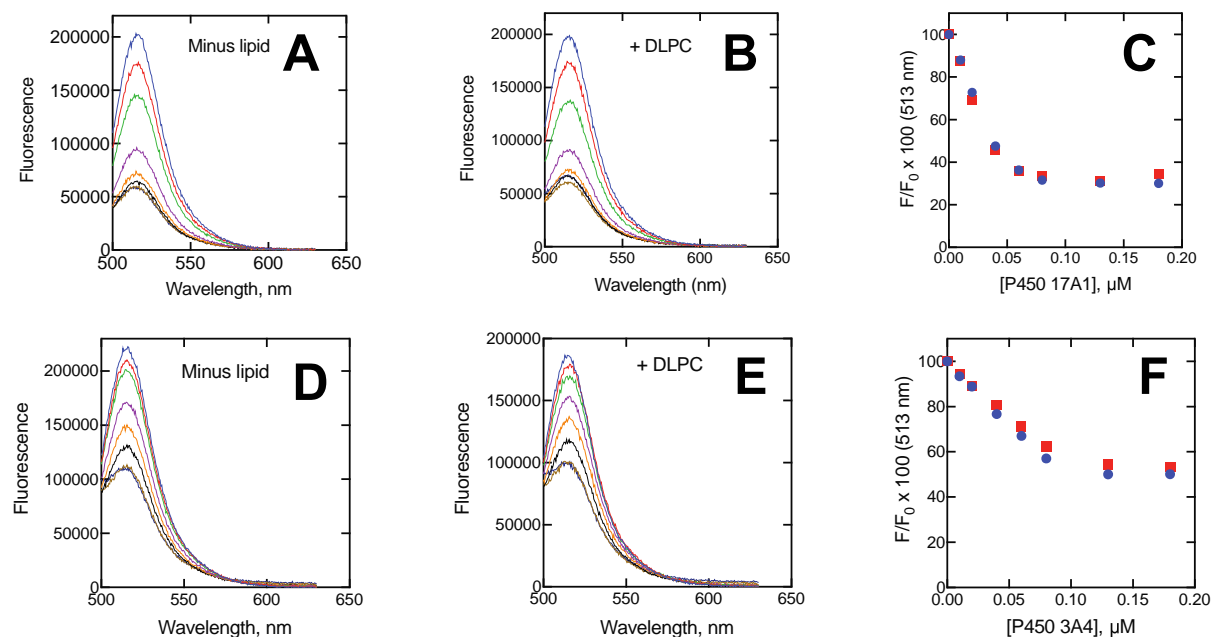 A
Minus lipid
Fluorescence
200000
150000
100000
50000
0
500 550 600 650
Wavelength, nm
B
+ DLPC
Fluorescence
250000
200000
150000
100000
50000
0
500 550 600 650
Wavelength (nm)
C
F/F0 x 100 (513 nm)
100
80
60
40
20
0
0.00 0.05 0.10 0.15 0.20
[P450 17A1], µM
D
Minus lipid
Fluorescence
200000
150000
100000
50000
0
500 550 600 650
Wavelength, nm
E
+ DLPC
Fluorescence
200000
150000
100000
50000
0
500 550 600 650
Wavelength, nm
F
F/F0 x 100 (513 nm)
100
80
60
40
20
0
0.00 0.05 0.10 0.15 0.20
[P450 3A4], µM